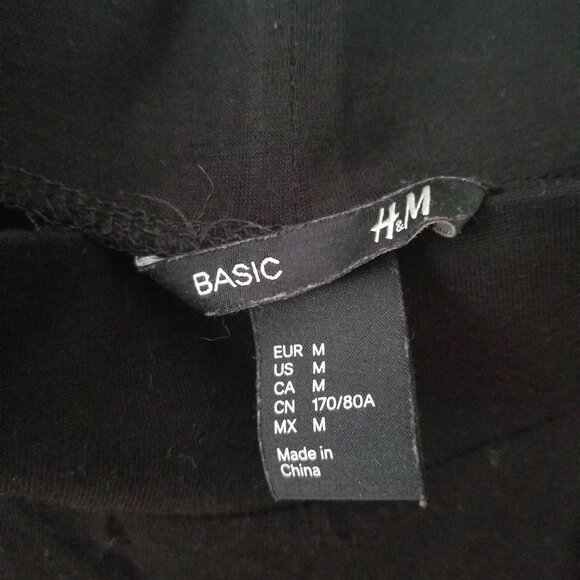 BASIC
H&M
EUR M
US M
CA M
CN 170/80A
MX M
Made in
China